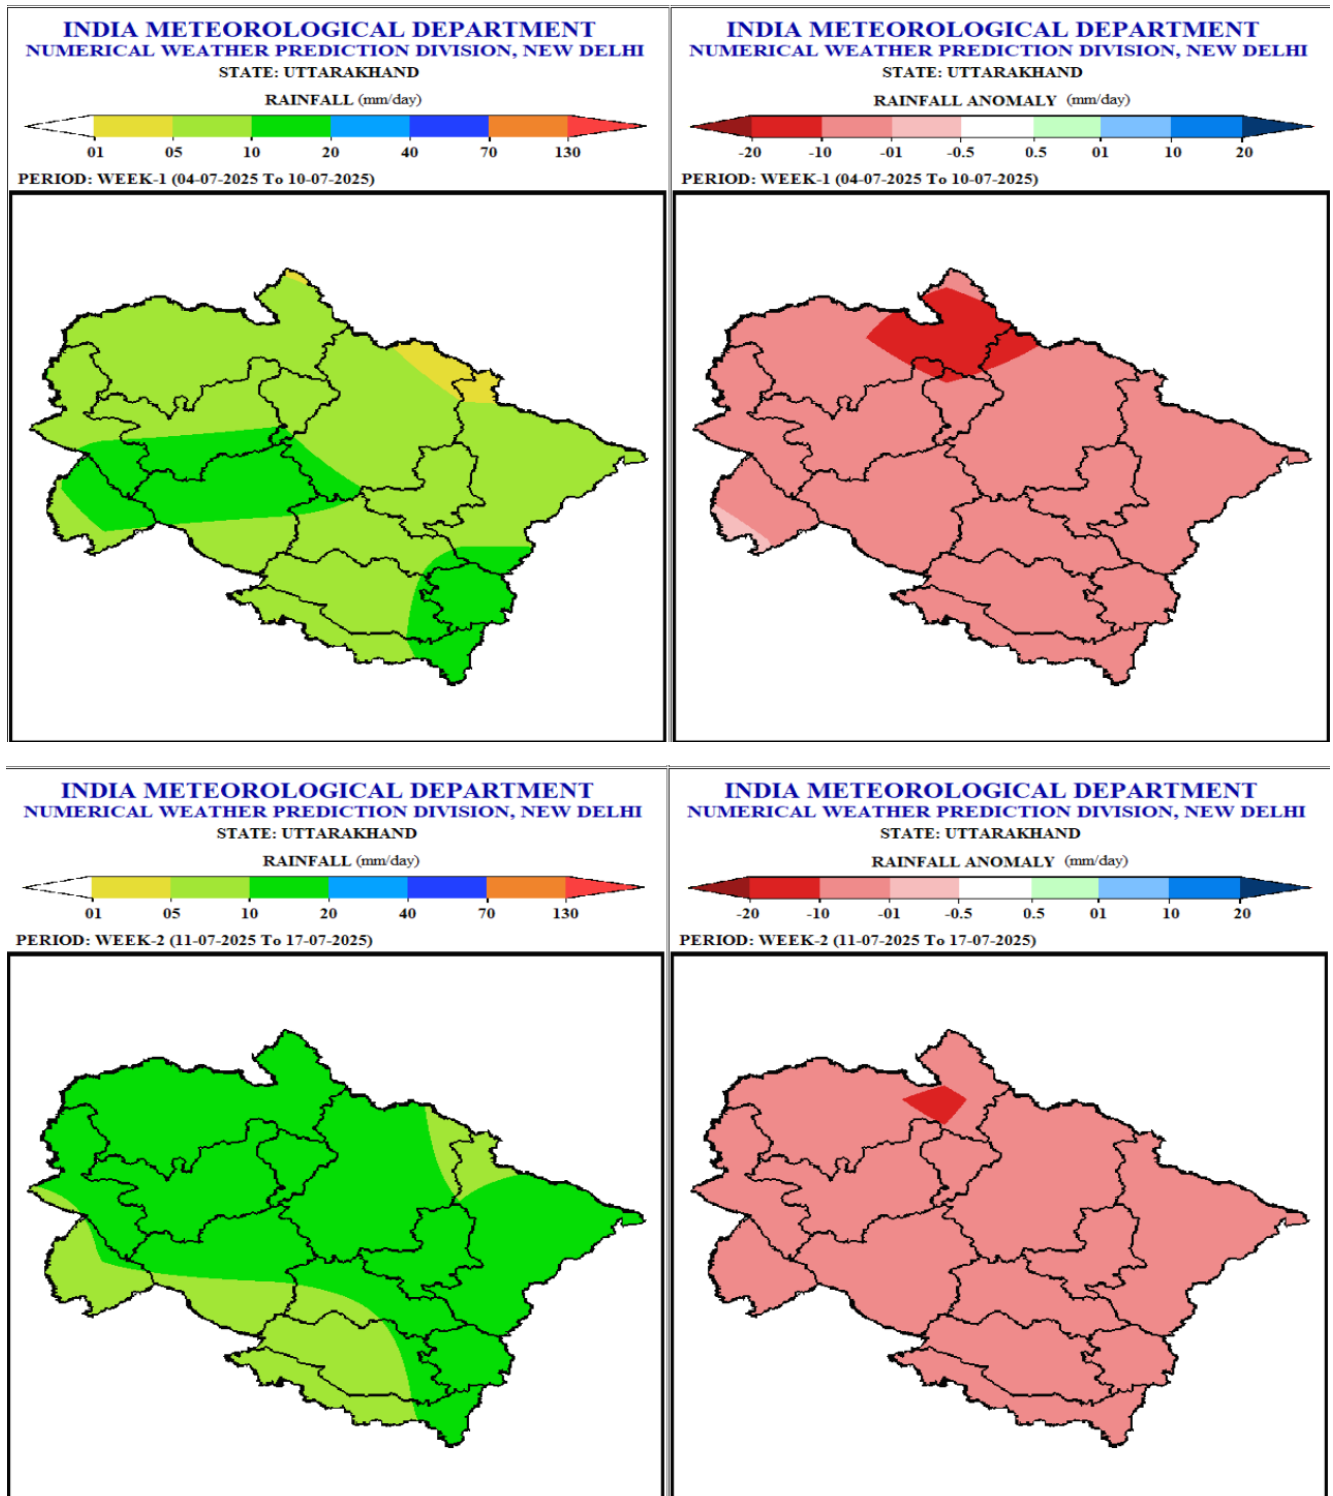 INDIA METEOROLOGICAL DEPARTMENT
NUMERICAL WEATHER PREDICTION DIVISION, NEW DELHI
STATE: UTTARAKHAND
RAINFALL (mm/day)
01 05 10 20 40 70 130
PERIOD: WEEK-1 (04-07-2025 To 10-07-2025)
INDIA METEOROLOGICAL DEPARTMENT
NUMERICAL WEATHER PREDICTION DIVISION, NEW DELHI
STATE: UTTARAKHAND
RAINFALL ANOMALY (mm/day)
-20 -10 -01 -0.5 0.5 01 10 20
PERIOD: WEEK-1 (04-07-2025 To 10-07-2025)
INDIA METEOROLOGICAL DEPARTMENT
NUMERICAL WEATHER PREDICTION DIVISION, NEW DELHI
STATE: UTTARAKHAND
RAINFALL (mm/day)
01 05 10 20 40 70 130
PERIOD: WEEK-2 (11-07-2025 To 17-07-2025)
INDIA METEOROLOGICAL DEPARTMENT
NUMERICAL WEATHER PREDICTION DIVISION, NEW DELHI
STATE: UTTARAKHAND
RAINFALL ANOMALY (mm/day)
-20 -10 -01 -0.5 0.5 01 10 20
PERIOD: WEEK-2 (11-07-2025 To 17-07-2025)